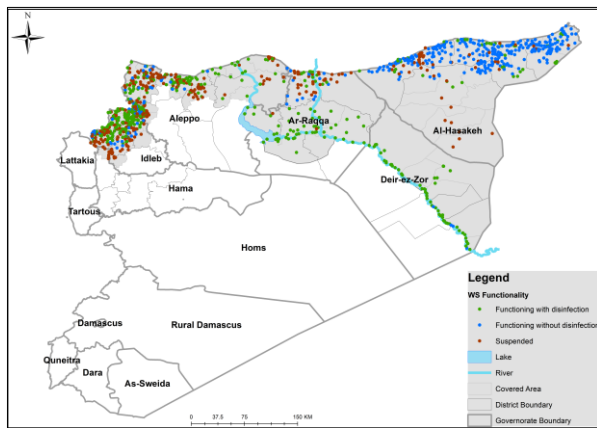 N
Aleppo
Ar-Raqqa
Al-Hasakeh
Lattakia
Idleb
Deir-ez-Zor
Hama
Tartous
Homs
Damascus
Rural Damascus
Quneitra
Dara
As-Sweida
0 37.5 75 150 KM
Legend
WS Functionality
Functioning with disinfection
Functioning without disinfection
Suspended
Lake
River
Covered Area
District Boundary
Governorate Boundary